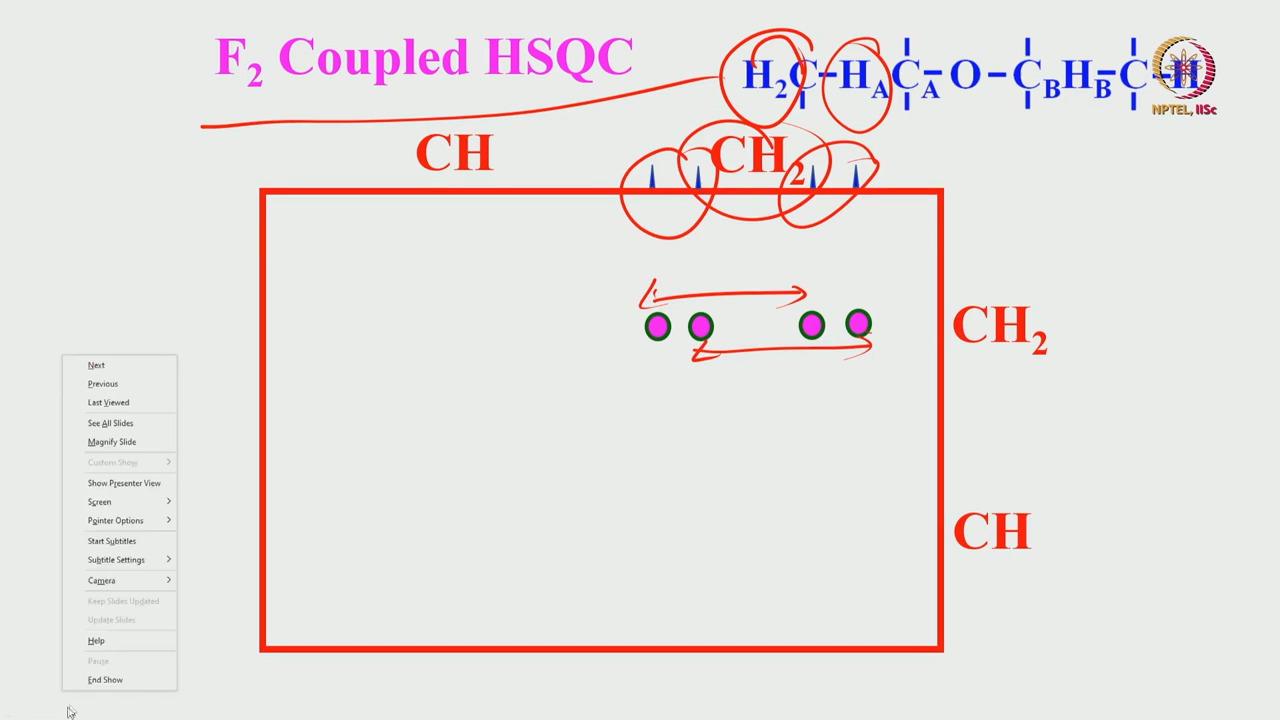 F2 Coupled HSQC
H2C-HACA-O-CBHB-C-H
NPTEL, IISc
CH
CH2
CH2
CH
Next
Previous
Last Viewed
See All Slides
Magnify Slide
Custom Show
Show Presenter View
Screen
Pointer Options
Start Subtitles
Subtitle Settings
Camera
Keep Slides Updated
Update Slides
Help
Pause
End Show